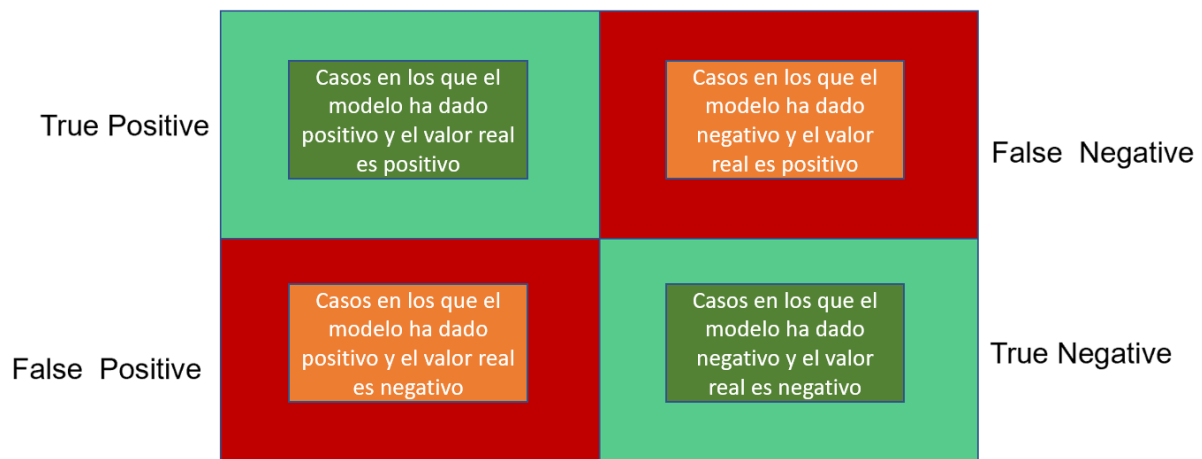 True Positive
Casos en los que el
modelo ha dado
positivo y el valor real
es positivo
Casos en los que el
modelo ha dado
negativo y el valor
real es positivo
False Negative
False Positive
Casos en los que el
modelo ha dado
positivo y el valor real
es negativo
Casos en los que el
modelo ha dado
negativo y el valor
real es negativo
True Negative